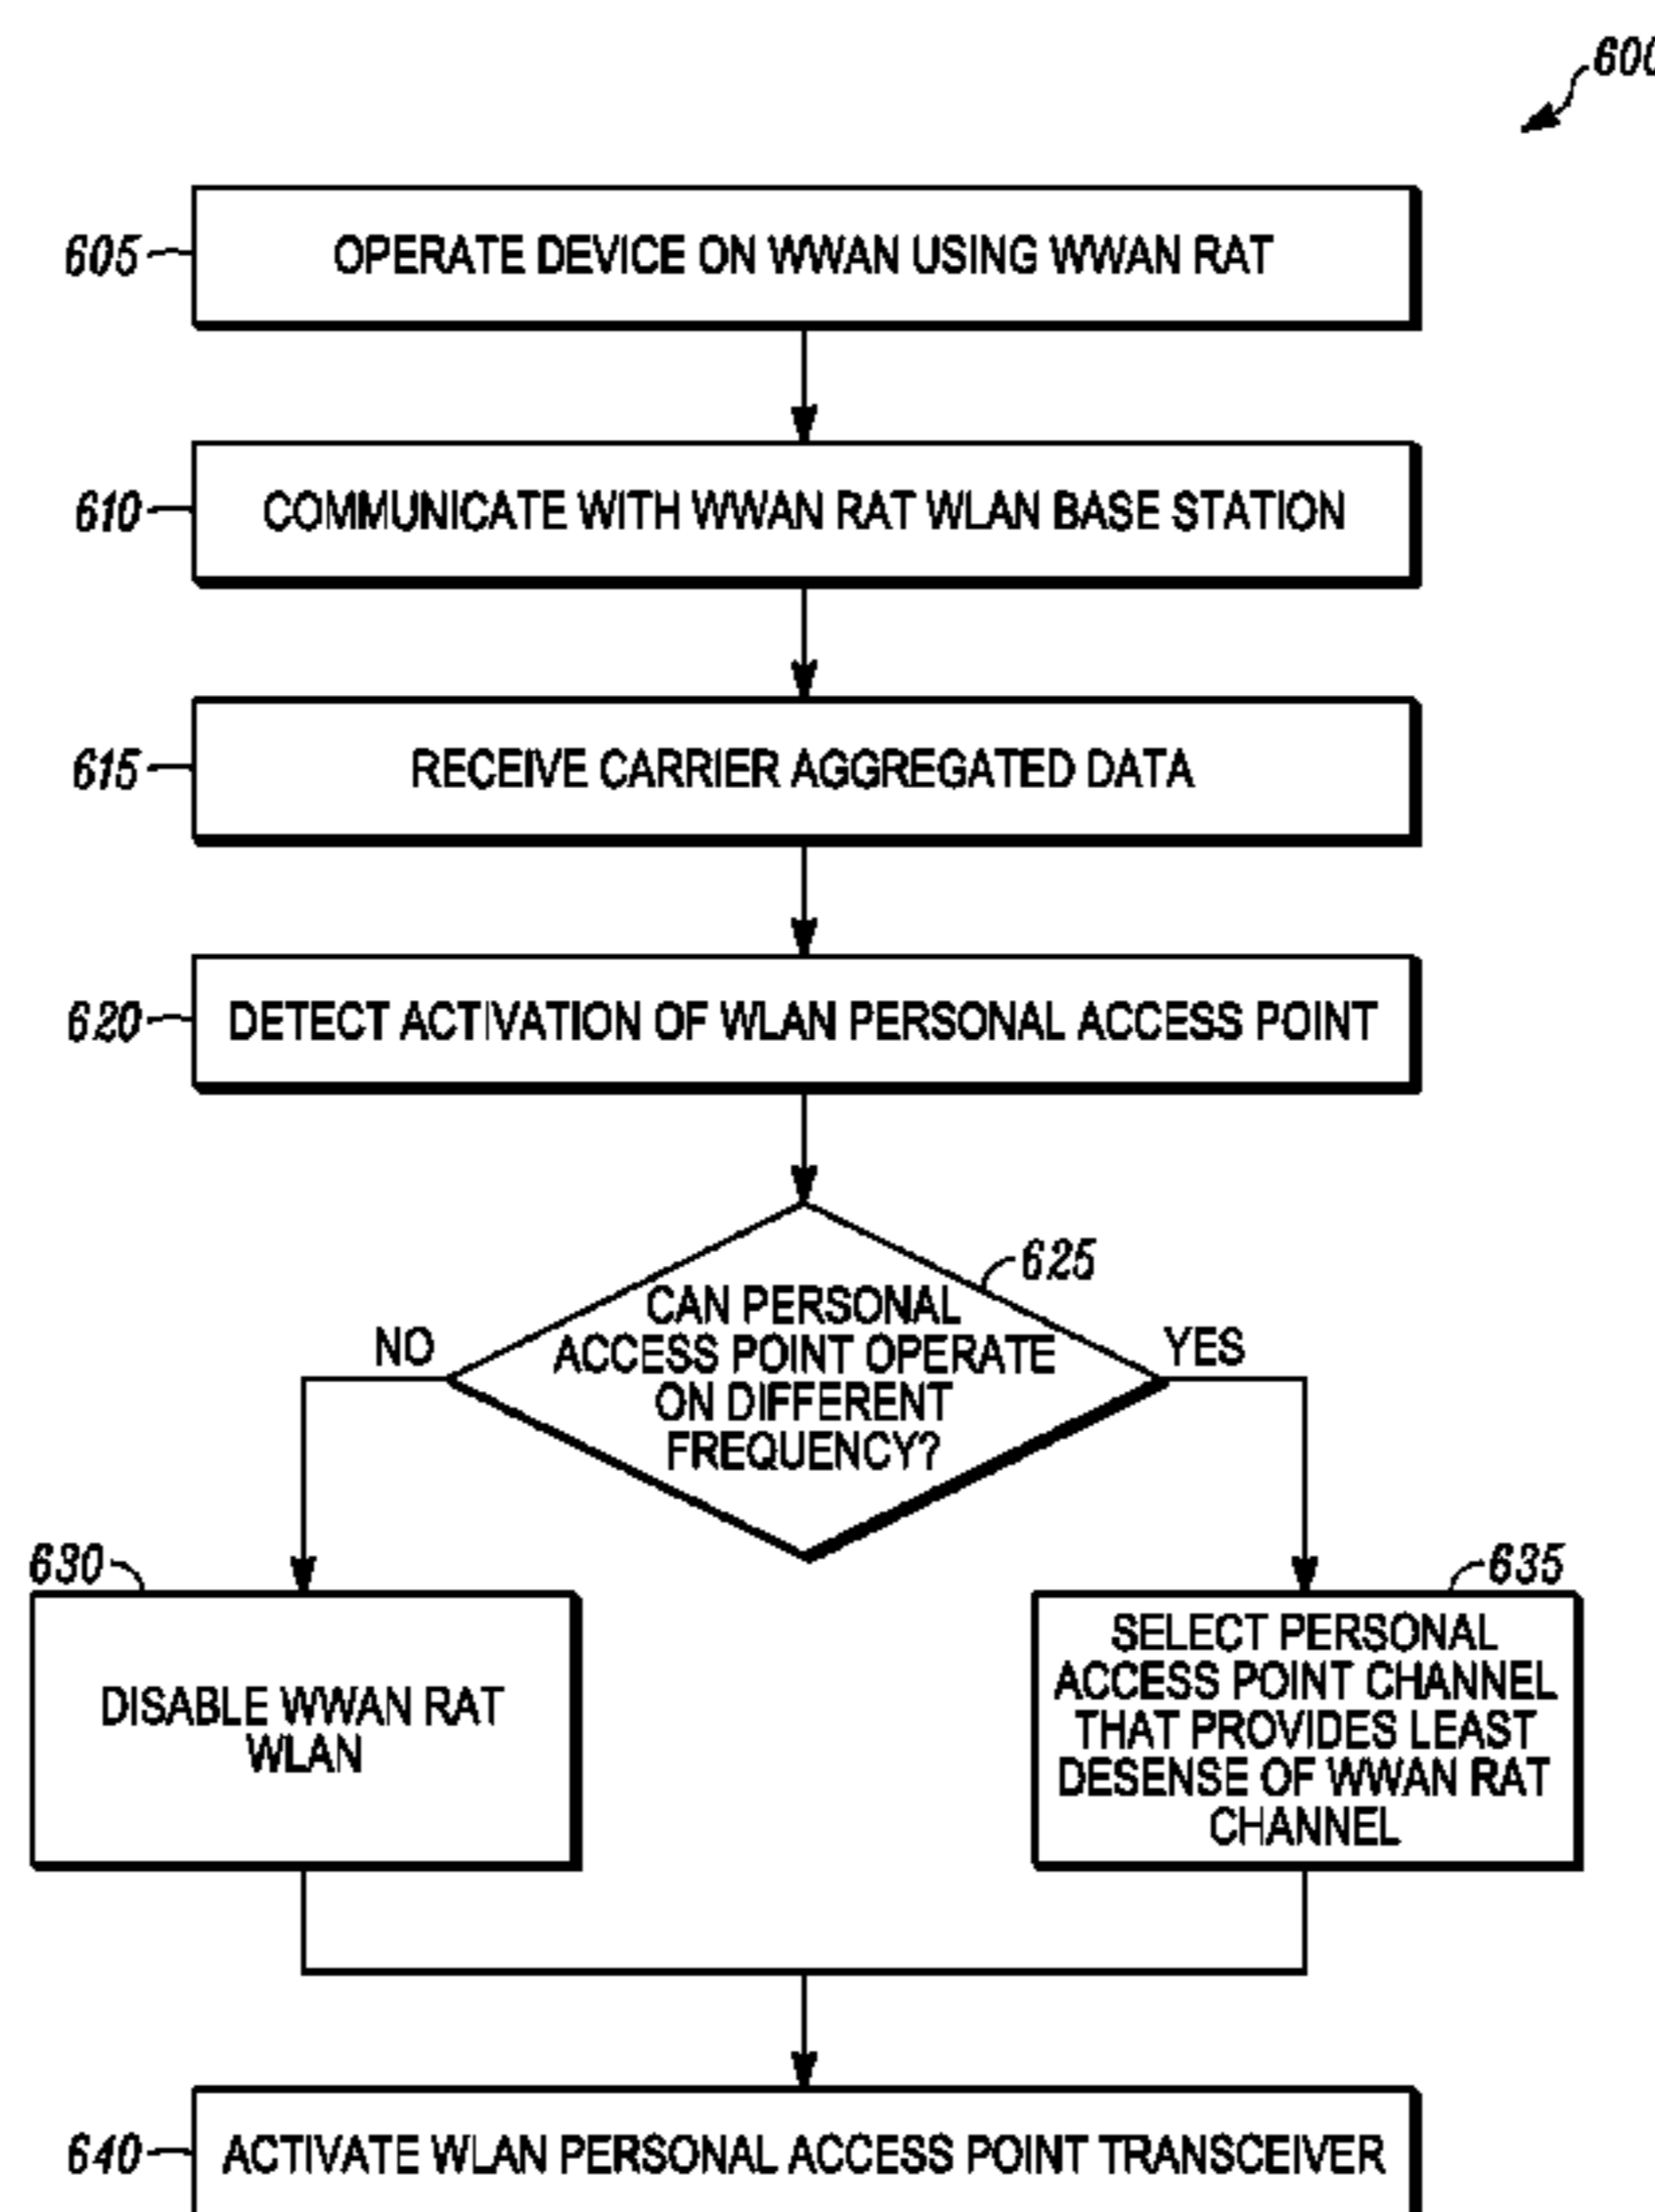 600
605
OPERATE DEVICE ON WWAN USING WWAN RAT
610
COMMUNICATE WITH WWAN RAT WLAN BASE STATION
615
RECEIVE CARRIER AGGREGATED DATA
620
DETECT ACTIVATION OF WLAN PERSONAL ACCESS POINT
625
CAN PERSONAL
ACCESS POINT OPERATE
ON DIFFERENT
FREQUENCY?
NO
YES
630
DISABLE WWAN RAT
WLAN
635
SELECT PERSONAL
ACCESS POINT CHANNEL
THAT PROVIDES LEAST
DESENSE OF WWAN RAT
CHANNEL
640
ACTIVATE WLAN PERSONAL ACCESS POINT TRANSCEIVER